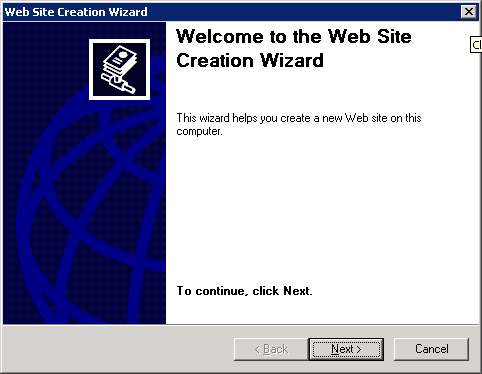 Web Site Creation Wizard
Welcome to the Web Site
Creation Wizard
This wizard helps you create a new Web site on this
computer.
To continue, click Next.
< Back
Next >
Cancel